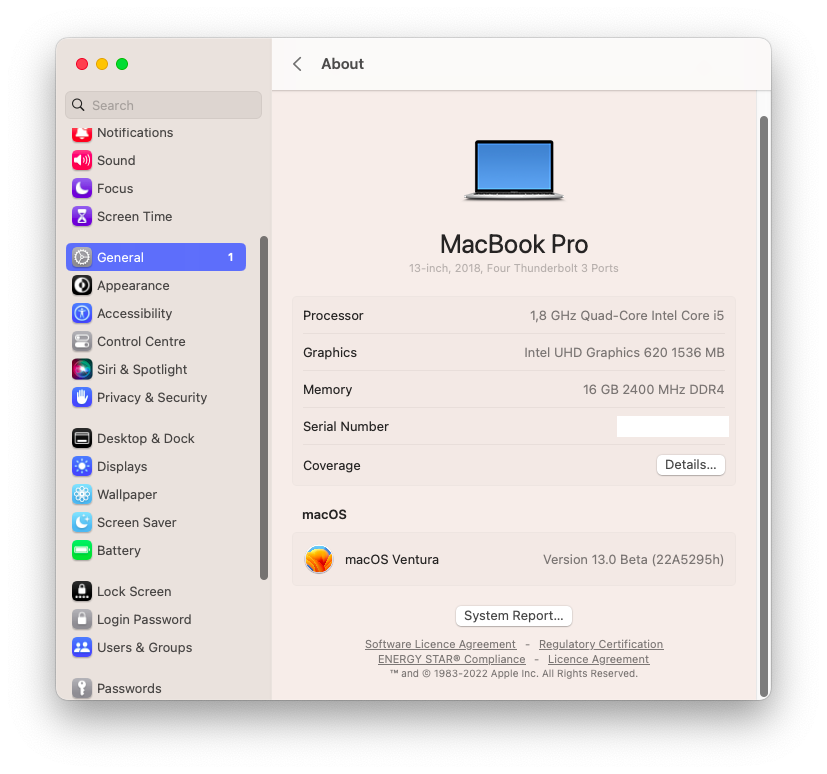 About
Search
Notifications
Sound
Focus
Screen Time
General 1
Appearance
Accessibility
Control Centre
Siri & Spotlight
Privacy & Security
Desktop & Dock
Displays
Wallpaper
Screen Saver
Battery
Lock Screen
Login Password
Users & Groups
Passwords
MacBook Pro
13-inch, 2018, Four Thunderbolt 3 Ports
Processor 1,8 GHz Quad-Core Intel Core i5
Graphics Intel UHD Graphics 620 1536 MB
Memory 16 GB 2400 MHz DDR4
Serial Number
Coverage Details...
macOS
macOS Ventura Version 13.0 Beta (22A5295h)
System Report...
Software Licence Agreement - Regulatory Certification
ENERGY STAR® Compliance - Licence Agreement
™ and © 1983-2022 Apple Inc. All Rights Reserved.